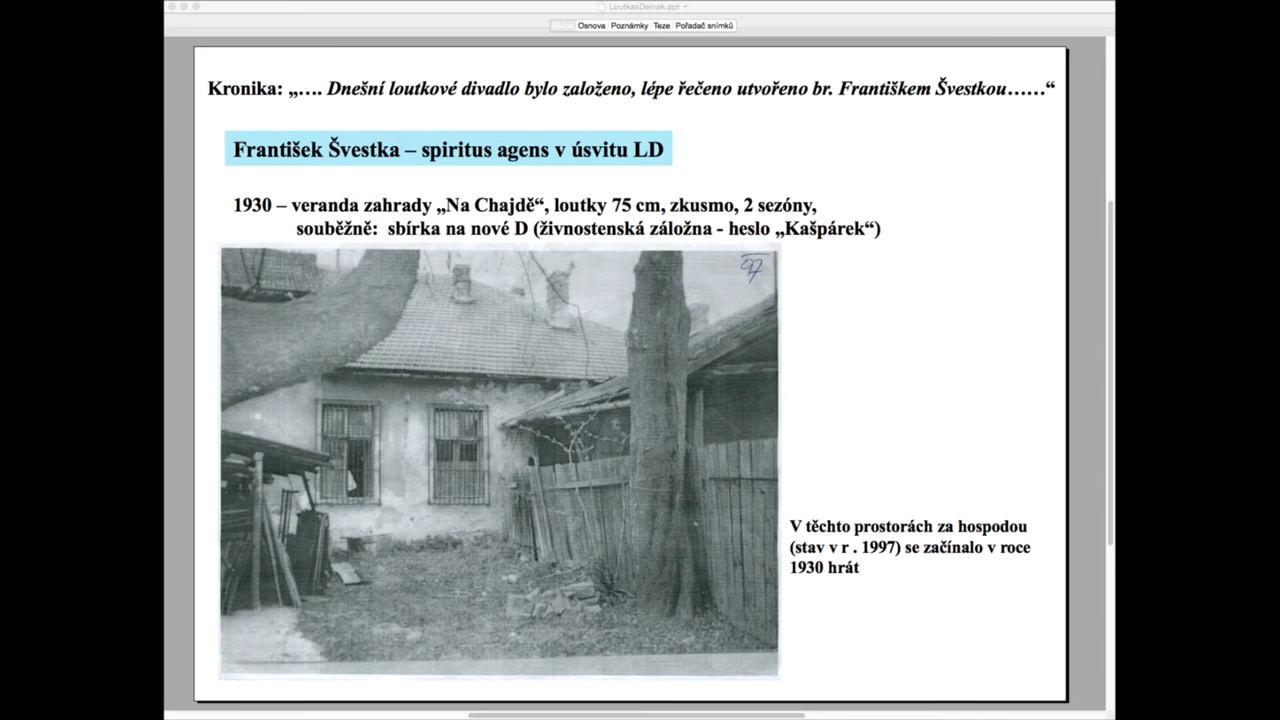 LoutkasDelnak.ppt
Osnova Poznámky Teze Pořadač snímků
Kronika: „…. Dnešní loutkové divadlo bylo založeno, lépe řečeno utvořeno br. Františkem Švestkou……“
František Švestka – spiritus agens v úsvitu LD
1930 – veranda zahrady „Na Chajdě“, loutky 75 cm, zkusmo, 2 sezóny,
souběžně: sbírka na nové D (živnostenská záložna - heslo „Kašpárek“)
97
V těchto prostorách za hospodou
(stav v r . 1997) se začínalo v roce
1930 hrát